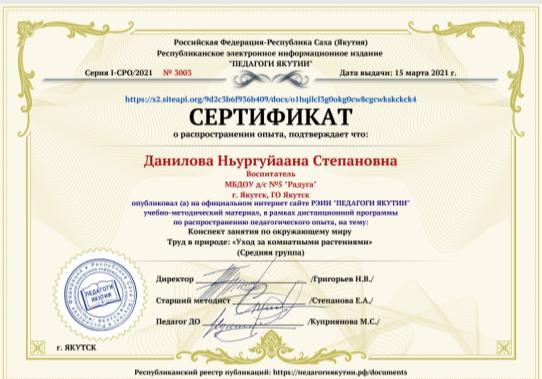 Российская Федерация-Республика Саха (Якутия)
Республиканское электронное информационное издание
"ПЕДАГОГИ ЯКУТИИ"
Серия I-СРО/2021 № 3003 Дата выдачи: 15 марта 2021 г.
https://s2.siteapi.org/9d2c3b6f936b409/docs/o1hqilcf3g0okg0cw8cgcwkskckck4
СЕРТИФИКАТ
о распространении опыта, подтверждает что:
Данилова Ньургуйаана Степановна
Воспитатель
МБДОУ д/с №5 "Радуга"
г. Якутск, ГО Якутск
опубликовал (а) на официальном интернет сайте РЭИИ "ПЕДАГОГИ ЯКУТИИ"
учебно-методический материал, в рамках дистанционной программы
по распространению педагогического опыта, на тему:
Конспект занятия по окружающему миру
Труд в природе: «Уход за комнатными растениями»
(Средняя группа)
Директор /Григорьев Н.В./
Старший методист /Степанова Е.А./
Педагог ДО /Куприянова М.С./
ПЕДАГОГИ
ЯКУТИИ
г. ЯКУТСК
Республиканский реестр публикаций: https://педагогиякутии.рф/documents